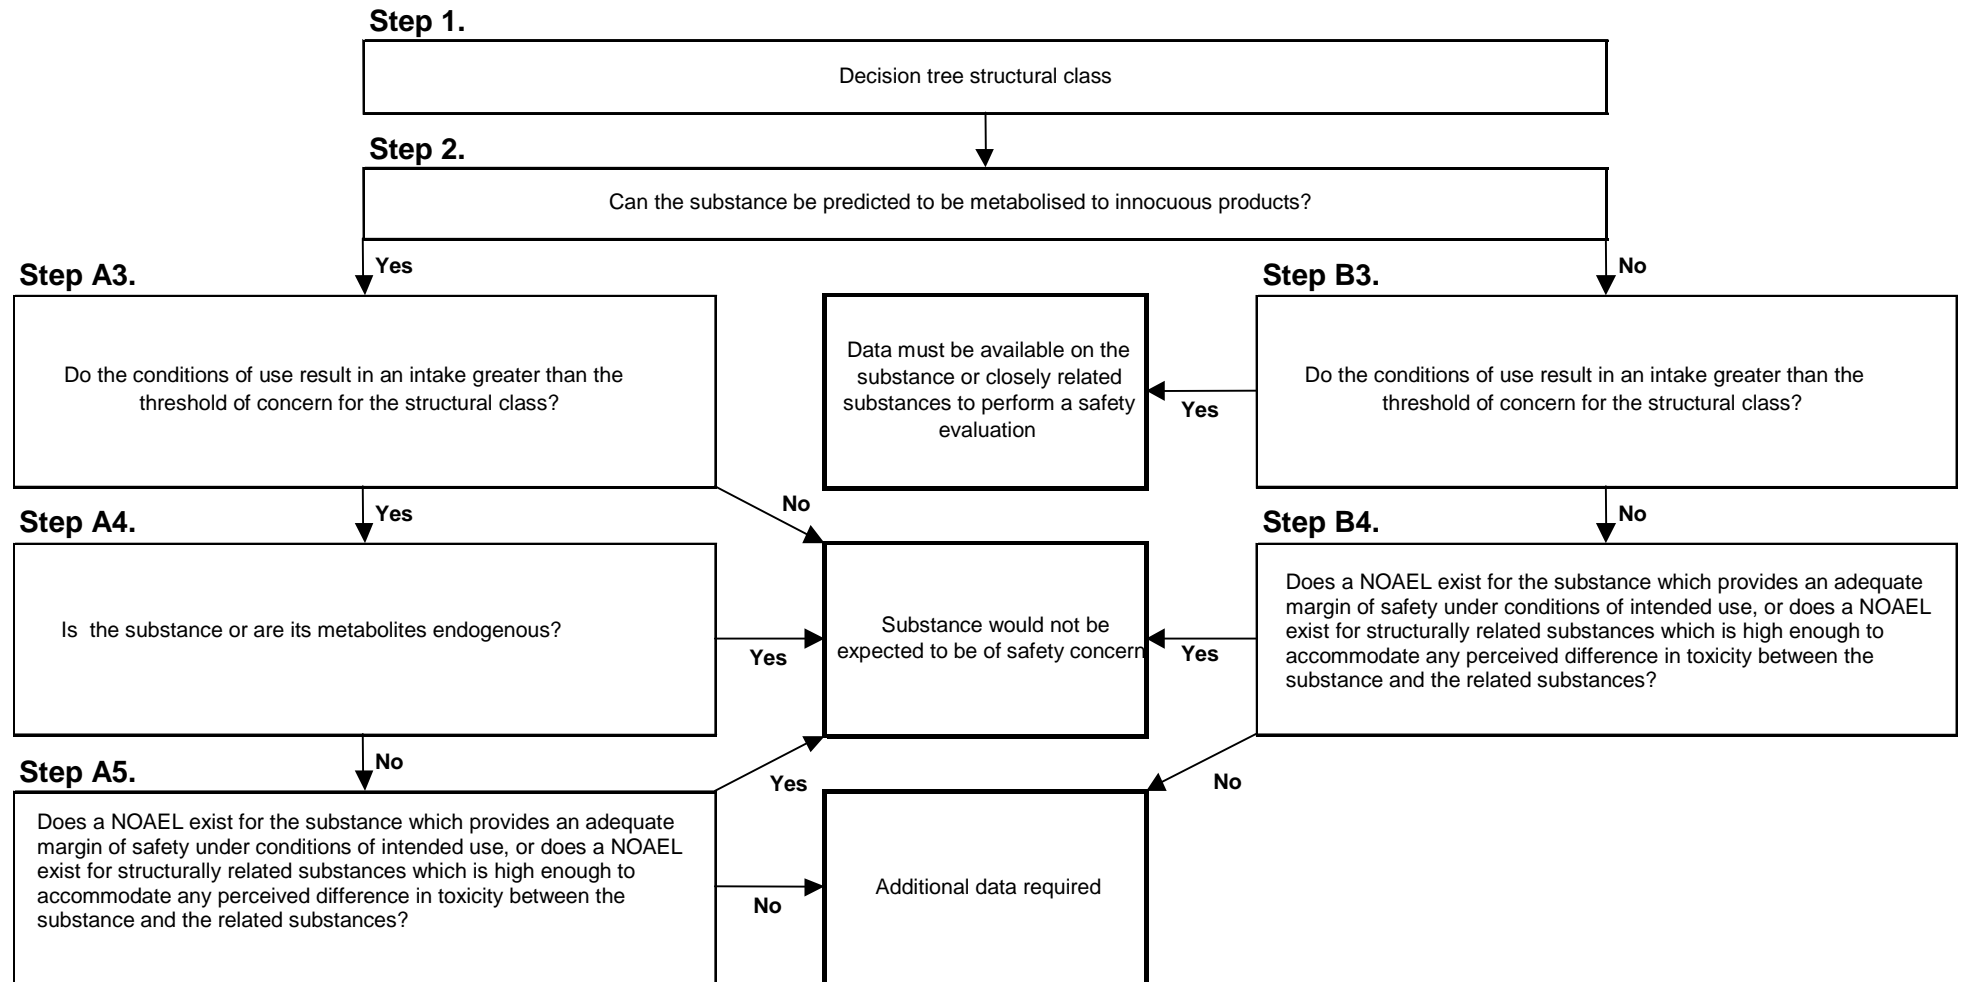 Step 1.
Decision tree structural class
Step 2.
Can the substance be predicted to be metabolised to innocuous products?
Yes
No
Step A3.
Do the conditions of use result in an intake greater than the
threshold of concern for the structural class?
Data must be available on the
substance or closely related
substances to perform a safety
evaluation
Yes
Step B3.
Do the conditions of use result in an intake greater than the
threshold of concern for the structural class?
Yes
No
No
Step A4.
Is the substance or are its metabolites endogenous?
Yes
Substance would not be
expected to be of safety concern
Yes
Step B4.
Does a NOAEL exist for the substance which provides an adequate
margin of safety under conditions of intended use, or does a NOAEL
exist for structurally related substances which is high enough to
accommodate any perceived difference in toxicity between the
substance and the related substances?
No
Yes
No
Step A5.
Does a NOAEL exist for the substance which provides an adequate
margin of safety under conditions of intended use, or does a NOAEL
exist for structurally related substances which is high enough to
accommodate any perceived difference in toxicity between the
substance and the related substances?
No
Additional data required